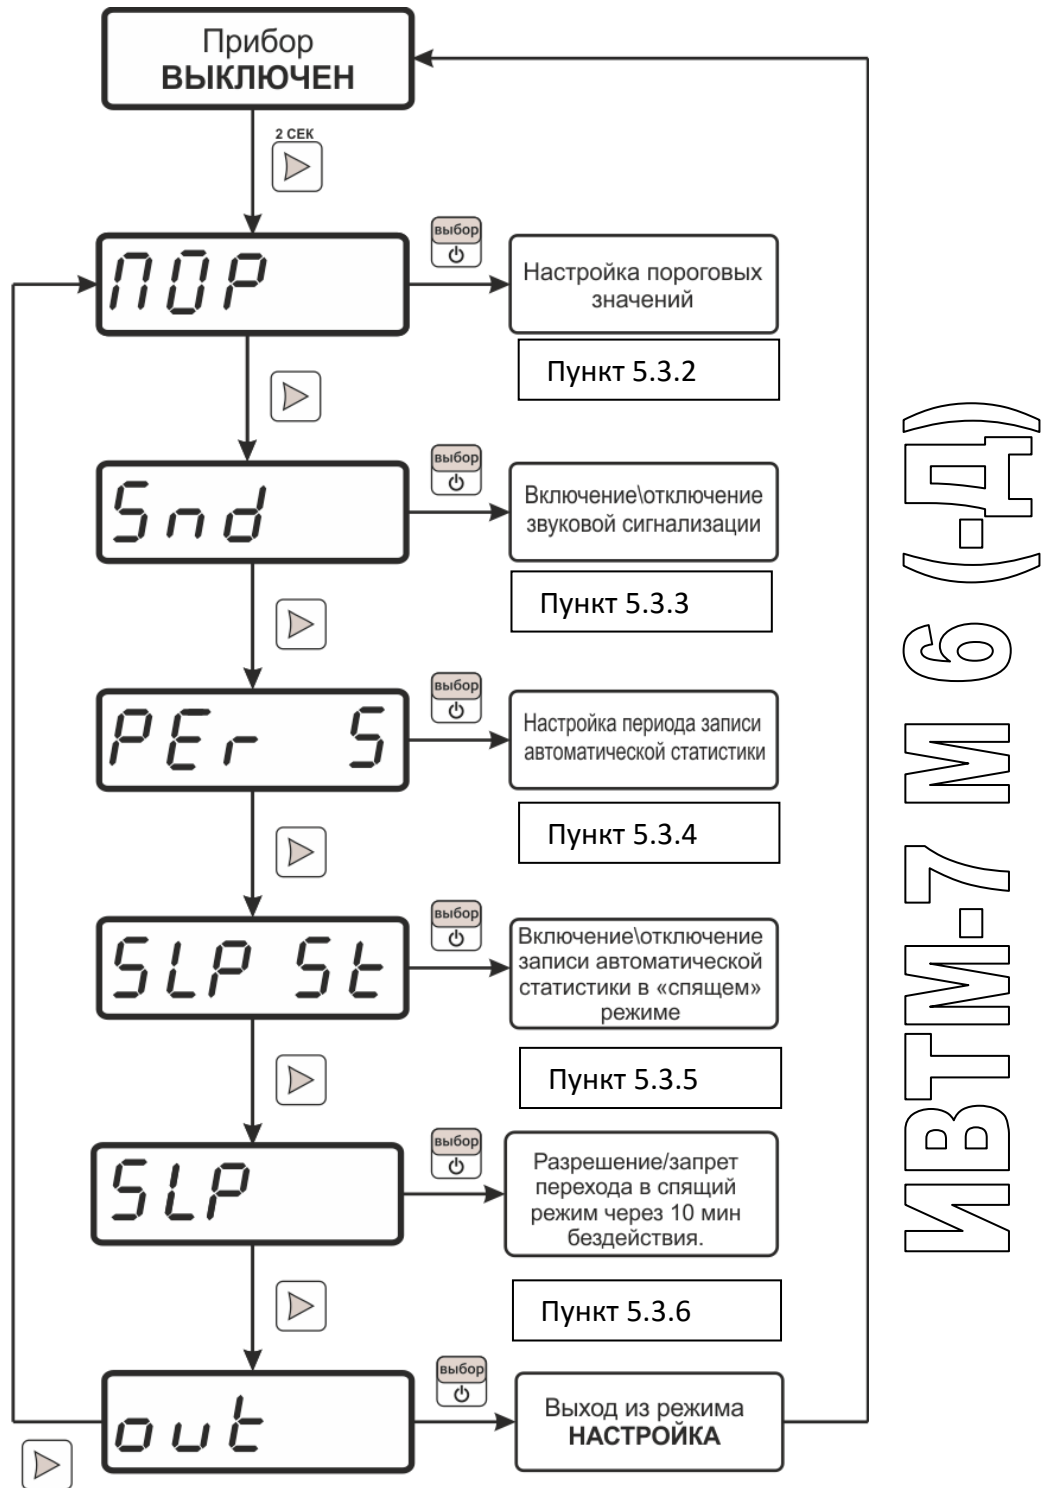 Прибор
ВЫКЛЮЧЕН
2 СЕК
ПОР
выбор
Настройка пороговых
значений
Пункт 5.3.2
Snd
выбор
Включение\отключение
звуковой сигнализации
Пункт 5.3.3
PEr S
выбор
Настройка периода записи
автоматической статистики
Пункт 5.3.4
SLP St
выбор
Включение\отключение
записи автоматической
статистики в «спящем»
режиме
Пункт 5.3.5
SLP
выбор
Разрешение/запрет
перехода в спящий
режим через 10 мин
бездействия.
Пункт 5.3.6
out
выбор
Выход из режима
НАСТРОЙКА
ИВТМ-7 М 6 (-Д)